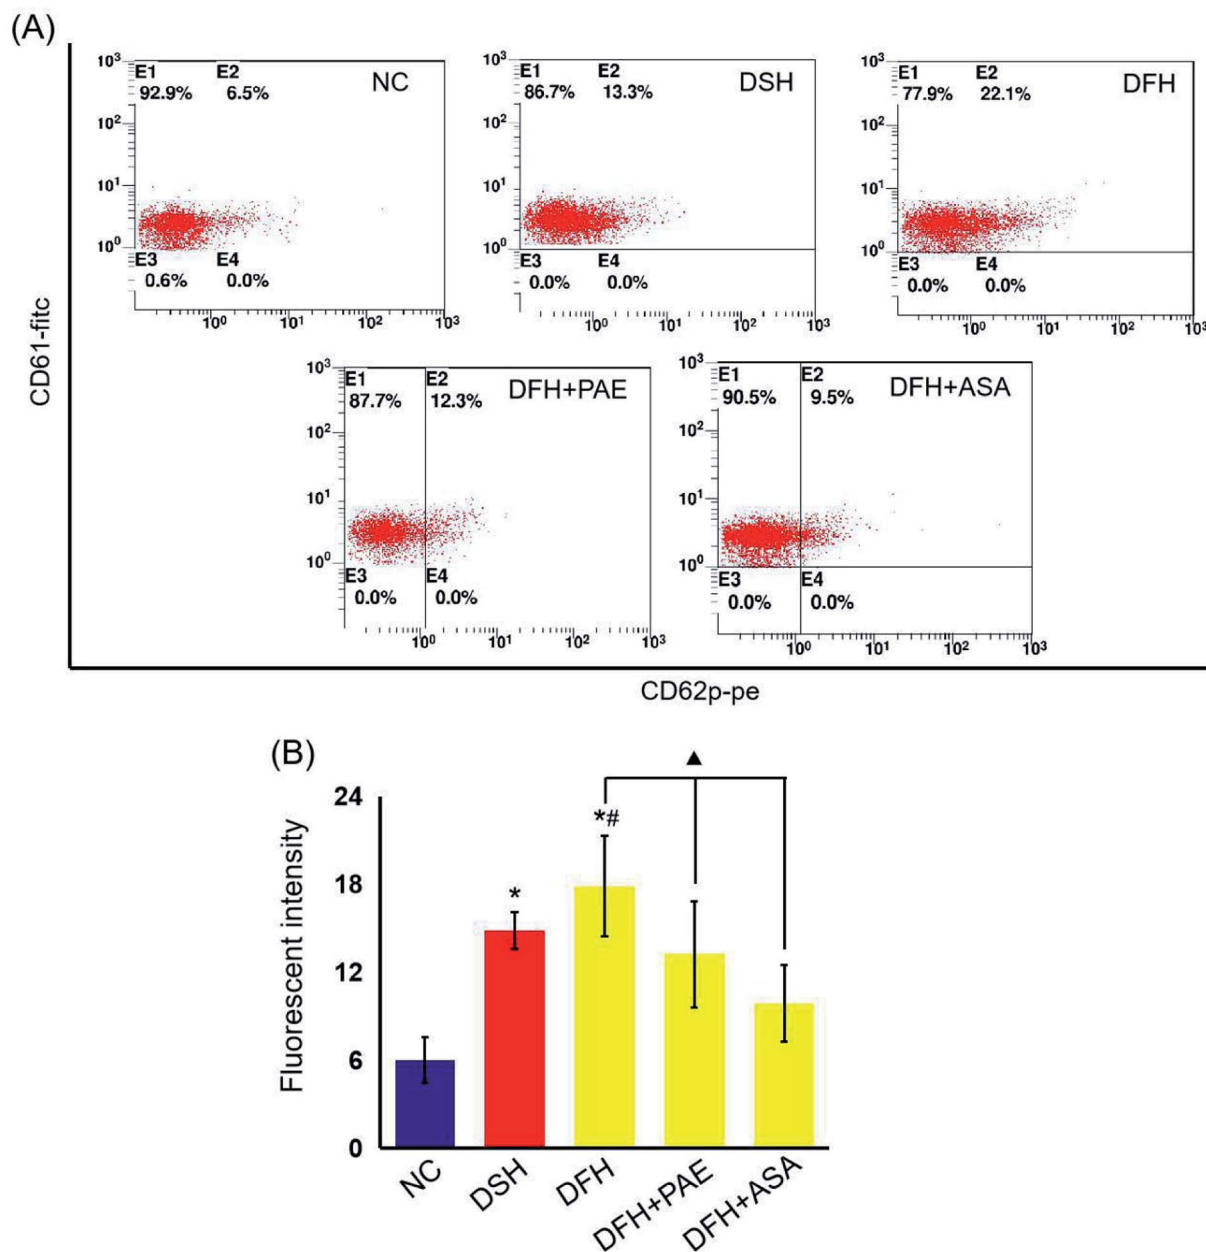 (A)
CD61-fitc
10³
10²
10¹
10⁰
E1 E2
92.9% 6.5%
NC
E3 E4
0.6% 0.0%
10⁰ 10¹ 10² 10³
10³
10²
10¹
10⁰
E1 E2
86.7% 13.3%
DSH
E3 E4
0.0% 0.0%
10⁰ 10¹ 10² 10³
10³
10²
10¹
10⁰
E1 E2
77.9% 22.1%
DFH
E3 E4
0.0% 0.0%
10⁰ 10¹ 10² 10³
10³
10²
10¹
10⁰
E1 E2
87.7% 12.3%
DFH+PAE
E3 E4
0.0% 0.0%
10⁰ 10¹ 10² 10³
10³
10²
10¹
10⁰
E1 E2
90.5% 9.5%
DFH+ASA
E3 E4
0.0% 0.0%
10⁰ 10¹ 10² 10³
CD62p-pe
(B)
Fluorescent intensity
24
18
12
6
0
▲
*
*#
NC
DSH
DFH
DFH+PAE
DFH+ASA